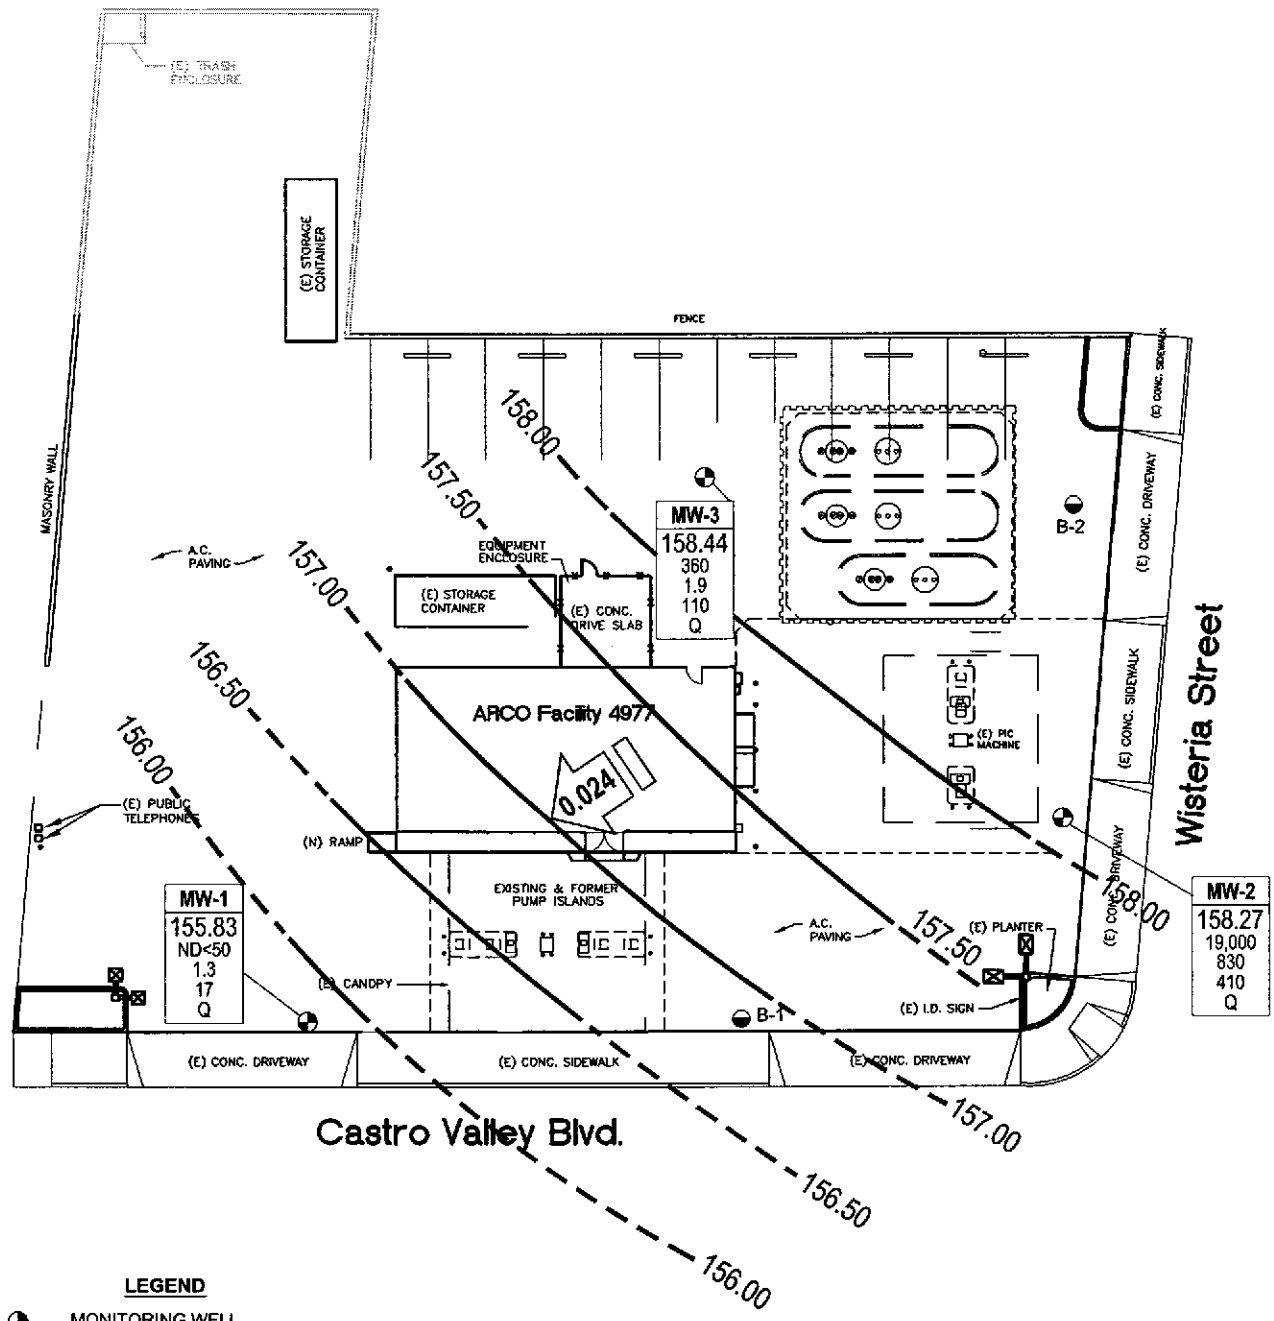 (E) TRASH
ENCLOSURE
(E) STORAGE
CONTAINER
FENCE
(E) CONC. SIDEWALK
158.00
157.50
MASONRY WALL
(E) CONC. DRIVEWAY
MW-3
158.44
360
1.9
110
Q
B-2
157.00
A.C.
PAVING
EQUIPMENT
ENCLOSURE
(E) STORAGE
CONTAINER
(E) CONC.
DRIVE SLAB
156.50
(E) CONC. SIDEWALK
Wisteria Street
ARCO Facility 4977
156.00
(E) PIC
MACHINE
0.024
(E) PUBLIC
TELEPHONES
(N) RAMP
(E) CONC. DRIVEWAY
MW-1
155.83
ND<50
1.3
17
Q
EXISTING & FORMER
PUMP ISLANDS
158.00
MW-2
158.27
19,000
830
410
Q
A.C.
PAVING
157.50
(E) PLANTER
(E) CANOPY
(E) I.D. SIGN
B-1
(E) CONC. DRIVEWAY
(E) CONC. SIDEWALK
(E) CONC. DRIVEWAY
157.00
Castro Valley Blvd.
156.50
156.00
LEGEND
MONITORING WELL